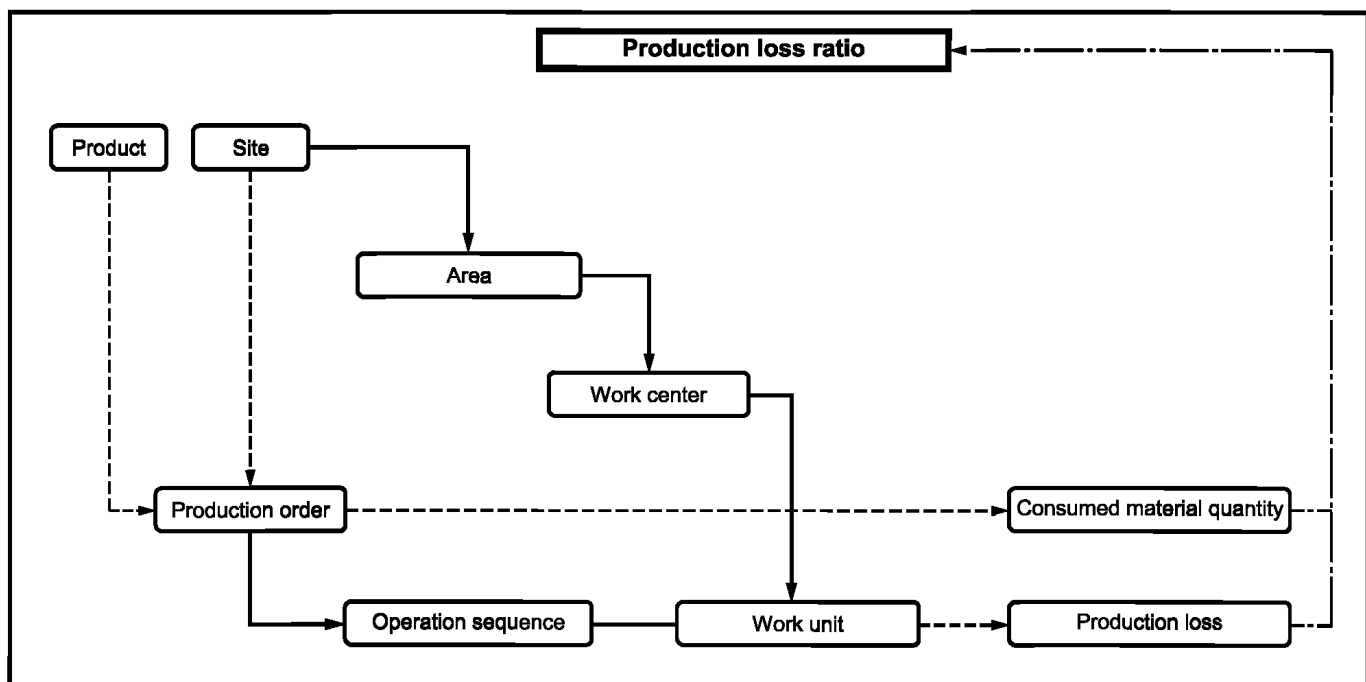 Production loss ratio
Product
Site
Area
Work center
Production order
Consumed material quantity
Operation sequence
Work unit
Production loss